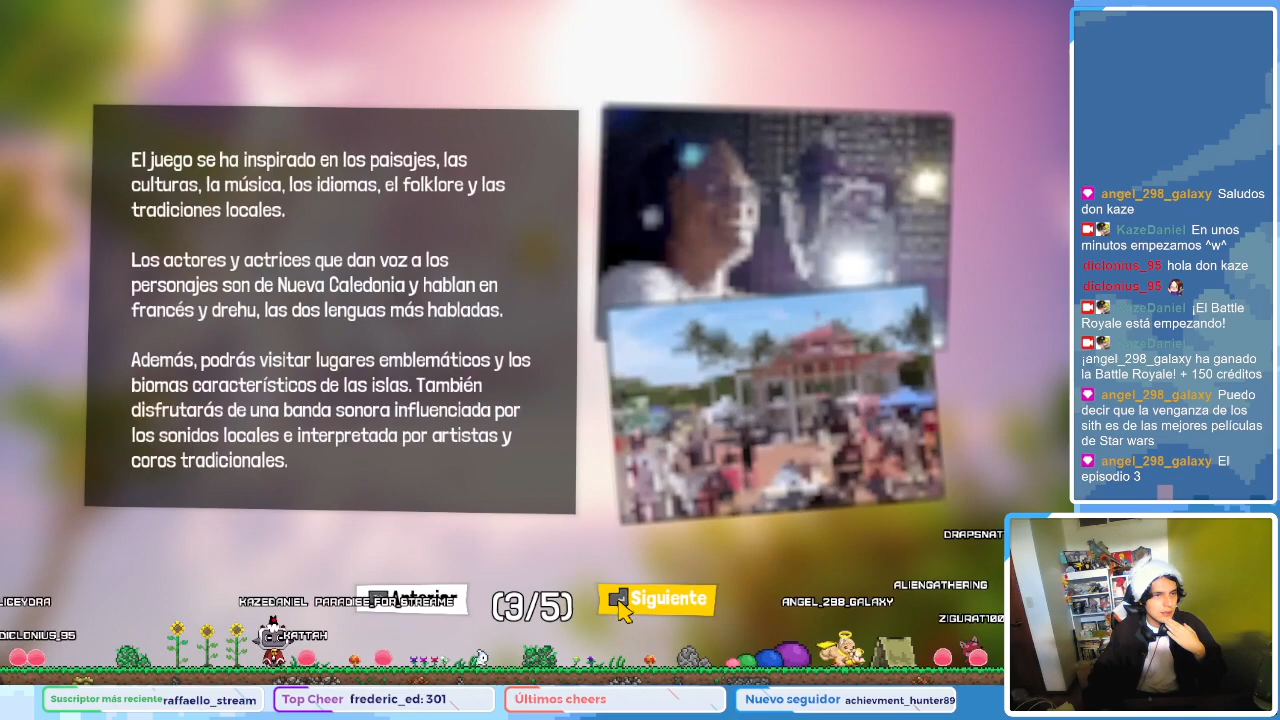 El juego se ha inspirado en los paisajes, las
culturas, la música, los idiomas, el folklore y las
tradiciones locales.
Los actores y actrices que dan voz a los
personajes son de Nueva Caledonia y hablan en
francés y drehu, las dos lenguas más habladas.
Además, podrás visitar lugares emblemáticos y los
biomas característicos de las islas. También
disfrutarás de una banda sonora influenciada por
los sonidos locales e interpretada por artistas y
coros tradicionales.
Anterior
(3/5)
Siguiente
angel_298_galaxy Saludos
don kaze
KazeDaniel En unos
minutos empezamos ^w^
diclonius_95 hola don kaze
diclonius_95
KazeDaniel ¡El Battle
Royale está empezando!
KazeDaniel
¡angel_298_galaxy ha ganado
la Battle Royale! + 150 créditos
angel_298_galaxy Puedo
decir que la venganza de los
sith es de las mejores películas
de Star wars
angel_298_galaxy El
episodio 3
DRAPSNAT
ALIENGATHERING
KAZEDANIEL PARADISE_FOR_STREAME
ANGEL_298_GALAXY
ZIGURAT100
DICLONIUS_95
KATTAH
Suscriptor más reciente raffaello_stream
Top Cheer frederic_ed: 301
Últimos cheers
Nuevo seguidor achievment_hunter89